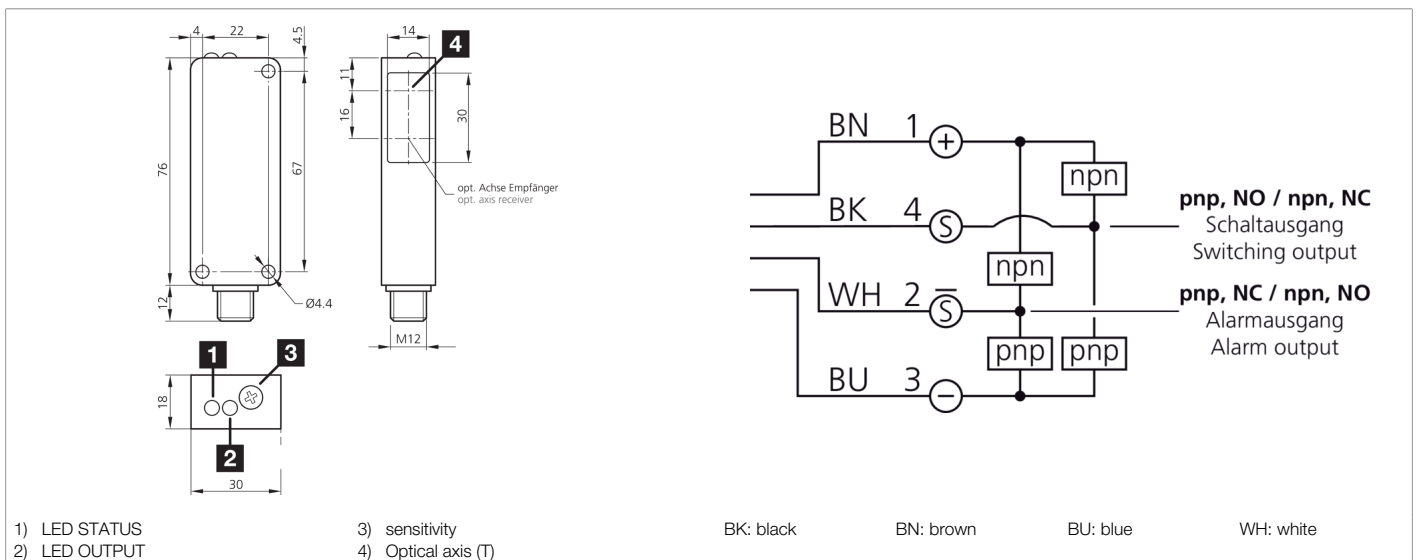 4
22
4.5
14
4
11
16
30
76
67
opt. Achse Empfänger
opt. axis receiver
12
Ø4.4
M12
1
3
18
2
30
BN 1 +
npn
pnp, NO / npn, NC
BK 4 S
Schaltausgang
Switching output
npn
WH 2 S̅
pnp, NC / npn, NO
Alarmausgang
pnp pnp
Alarm output
BU 3 −
1) LED STATUS
2) LED OUTPUT
3) sensitivity
4) Optical axis (T)
BK: black
BN: brown
BU: blue
WH: white